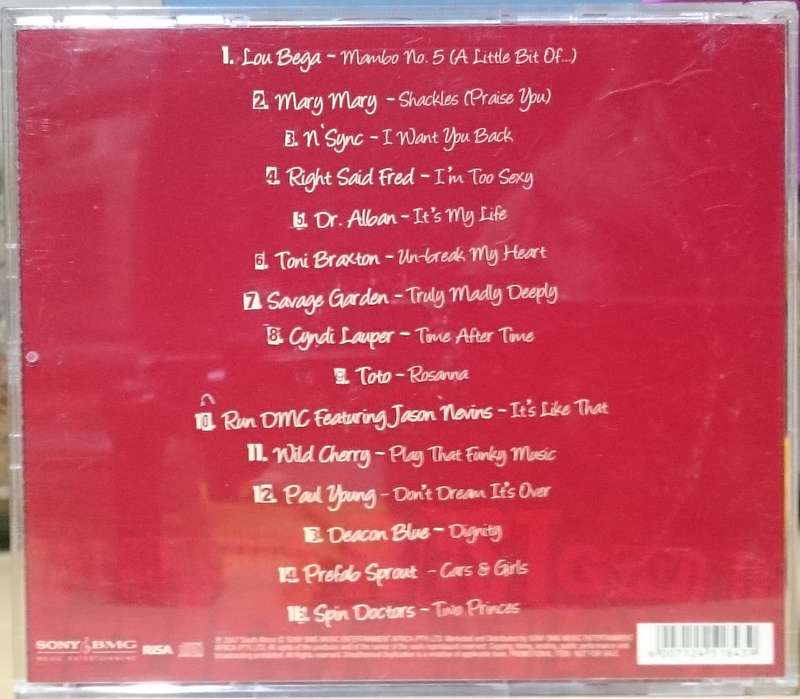 1. Lou Bega - Mambo No. 5 (A Little Bit Of...)
2. Mary Mary - Shackles (Praise You)
3. N'Sync - I Want You Back
4. Right Said Fred - I'm Too Sexy
5. Dr. Alban - It's My Life
6. Toni Braxton - Un-break My Heart
7. Savage Garden - Truly Madly Deeply
8. Cyndi Lauper - Time After Time
9. Toto - Rosanna
10. Run DMC Featuring Jason Nevins - It's Like That
11. Wild Cherry - Play That Funky Music
12. Paul Young - Don't Dream It's Over
13. Deacon Blue - Dignity
14. Prefab Sprout - Cars & Girls
15. Spin Doctors - Two Princes
SONY BMG
MUSIC ENTERTAINMENT
RiSA